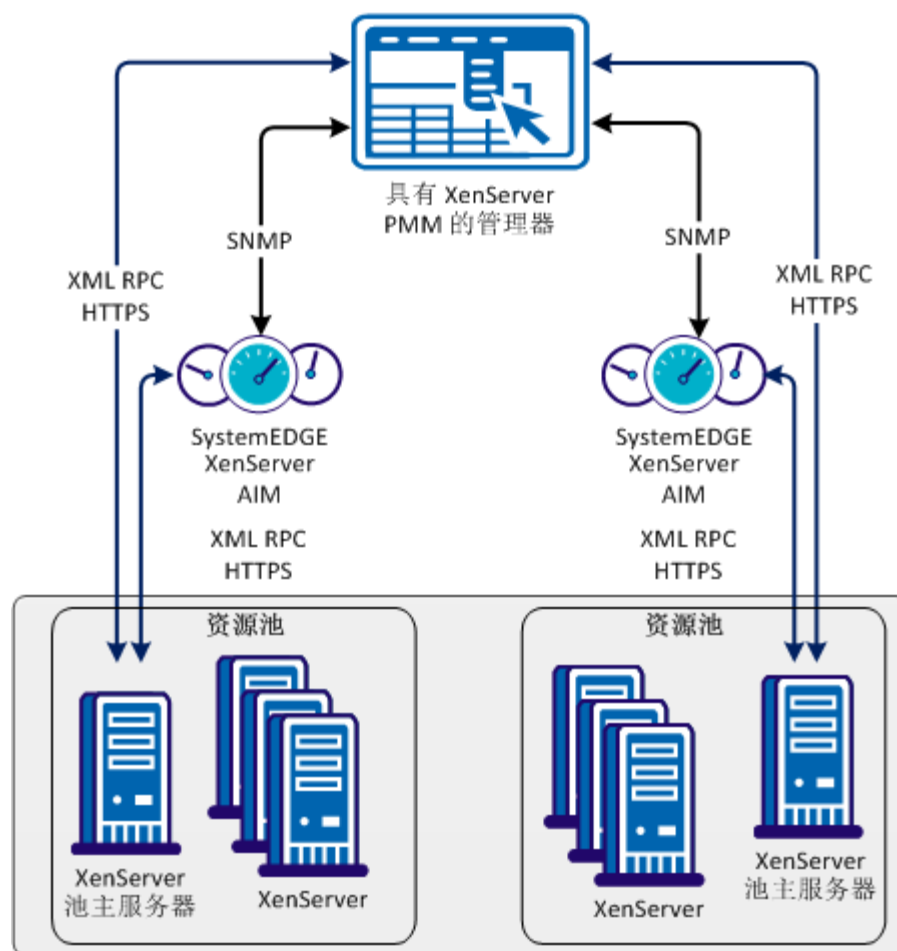 具有 XenServer
PMM 的管理器
SNMP
SNMP
XML RPC
HTTPS
XML RPC
HTTPS
SystemEDGE
XenServer
AIM
SystemEDGE
XenServer
AIM
XML RPC
HTTPS
XML RPC
HTTPS
资源池
资源池
XenServer
池主服务器
XenServer
XenServer
XenServer
池主服务器